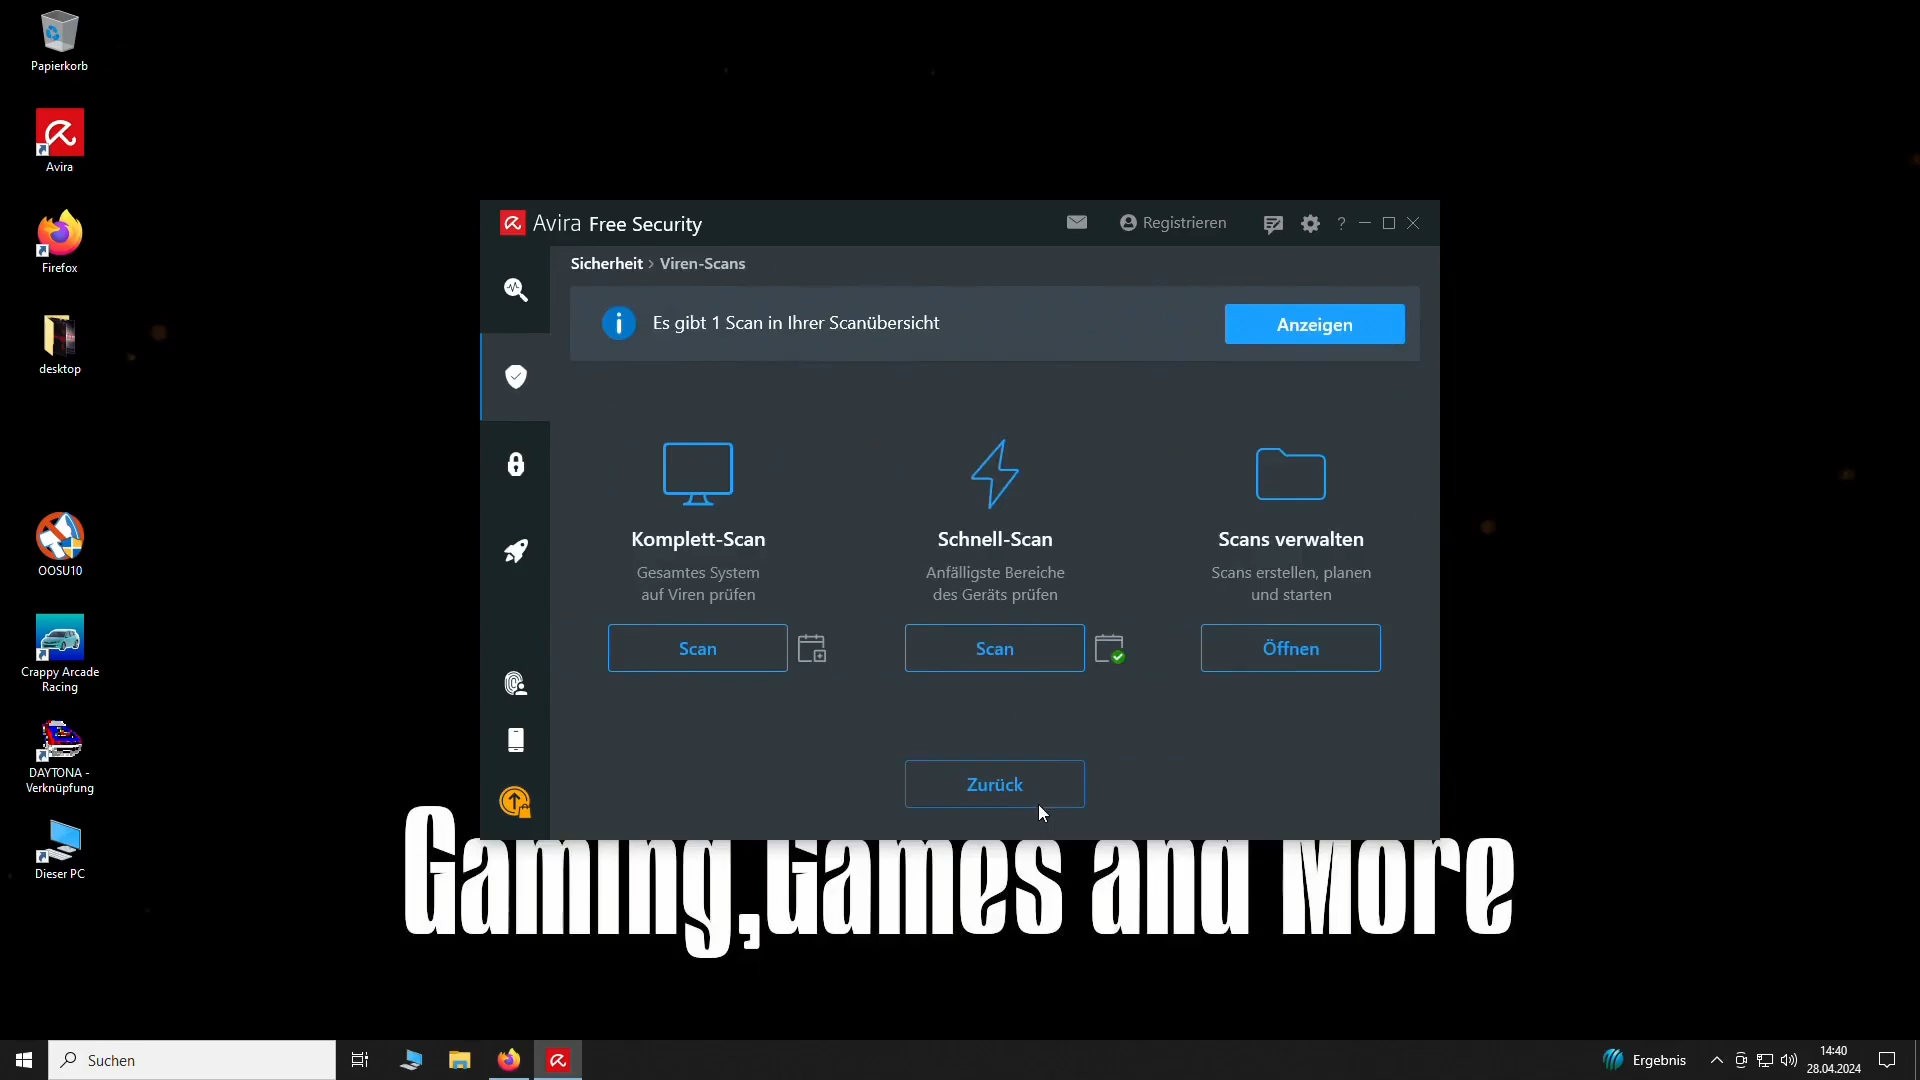 Papierkorb
Avira
Firefox
desktop
OOSU10
Crappy Arcade
Racing
DAYTONA -
Verknüpfung
Dieser PC
Avira Free Security
Registrieren
?
Sicherheit › Viren-Scans
Es gibt 1 Scan in Ihrer Scanübersicht
Anzeigen
Komplett-Scan
Gesamtes System
auf Viren prüfen
Scan
Schnell-Scan
Anfälligste Bereiche
des Geräts prüfen
Scan
Scans verwalten
Scans erstellen, planen
und starten
Öffnen
Zurück
Gaming,Games and More
Suchen
Ergebnis
14:40
28.04.2024